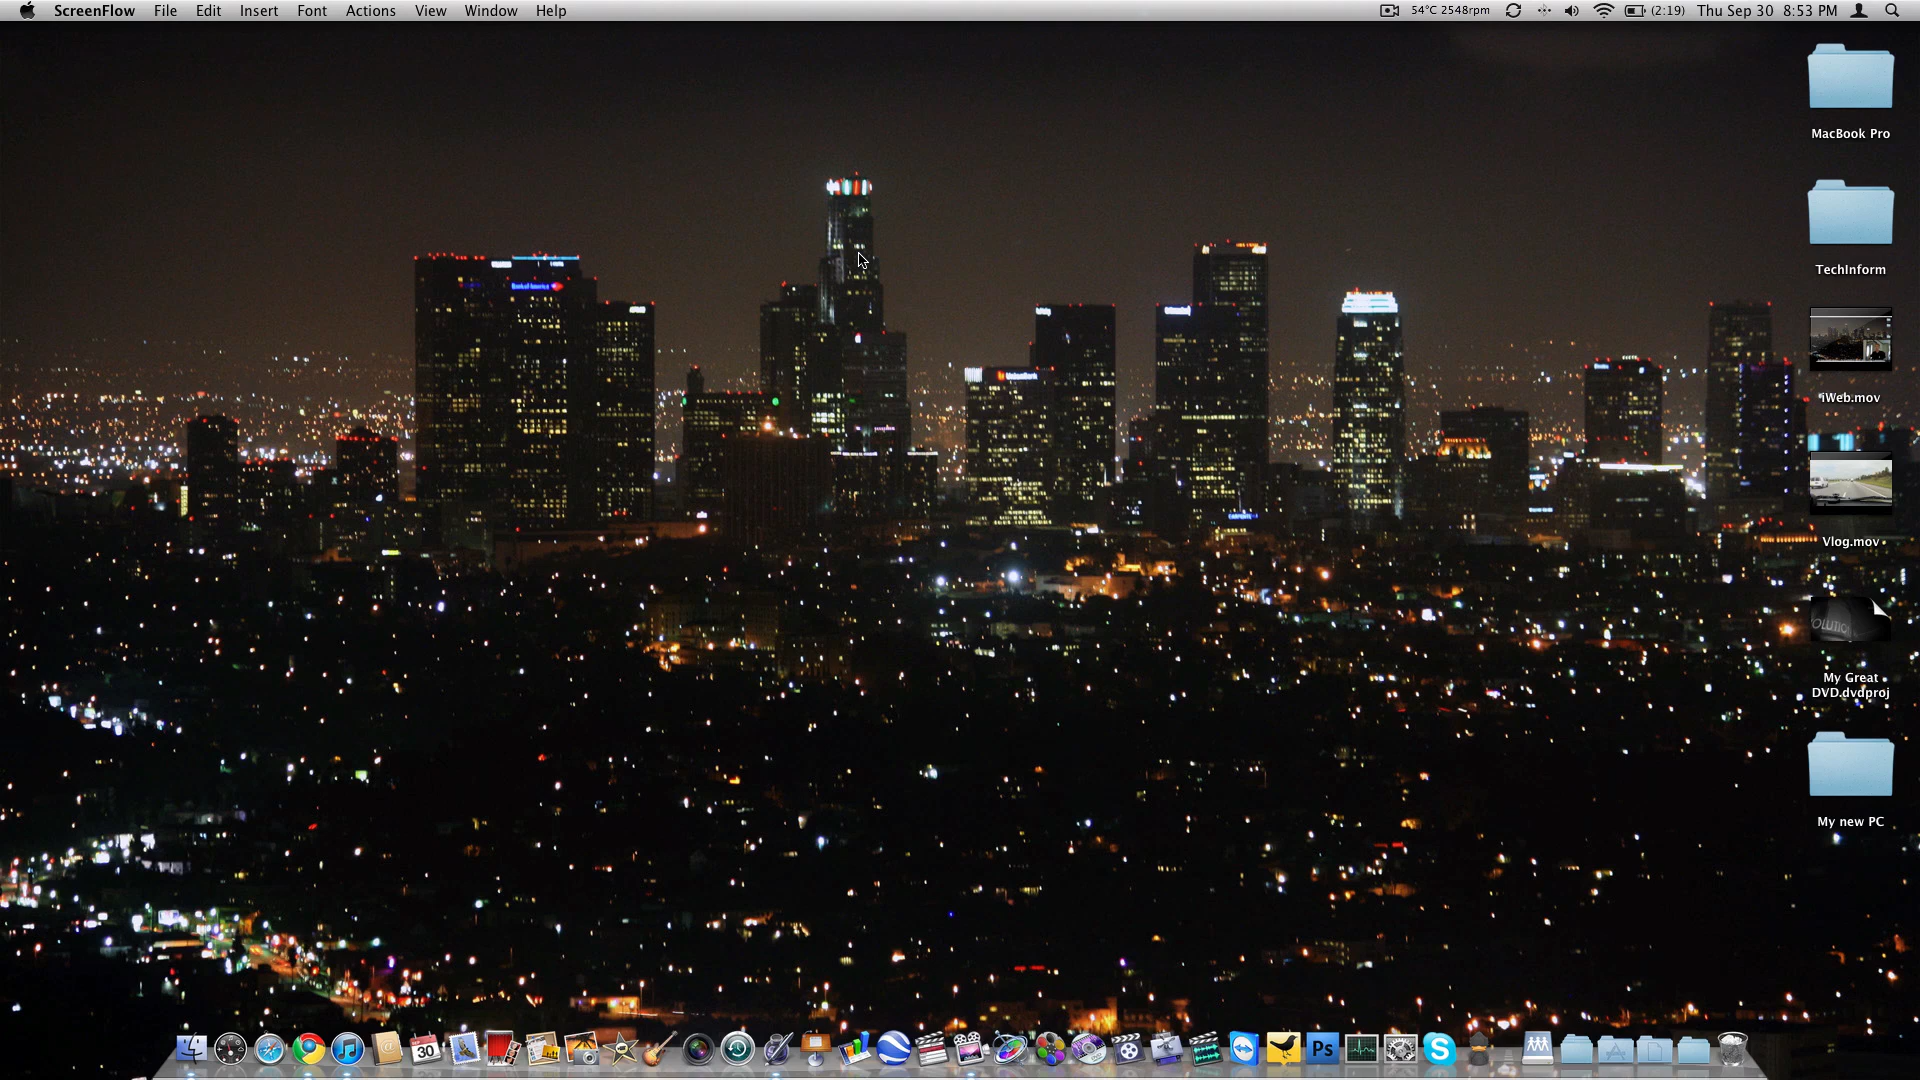 ScreenFlow File Edit Insert Font Actions View Window Help 54°C 2548rpm (2:19) Thu Sep 30 8:53 PM
MacBook Pro
TechInform
iWeb.mov
Vlog.mov
OLUTIO
My Great
DVD.dvdproj
My new PC
30
Ps